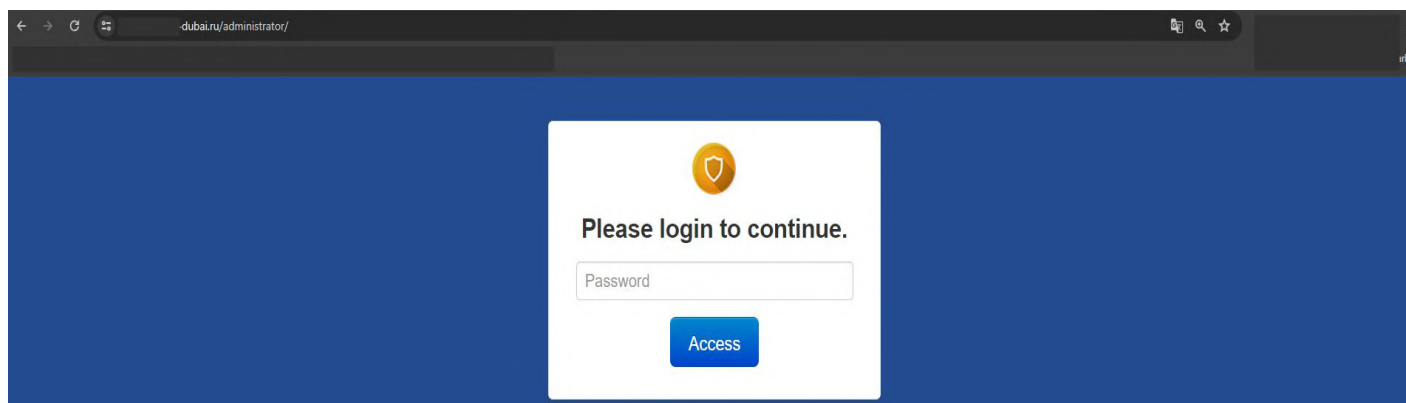 -dubai.ru/administrator/
Please login to continue.
Password
Access